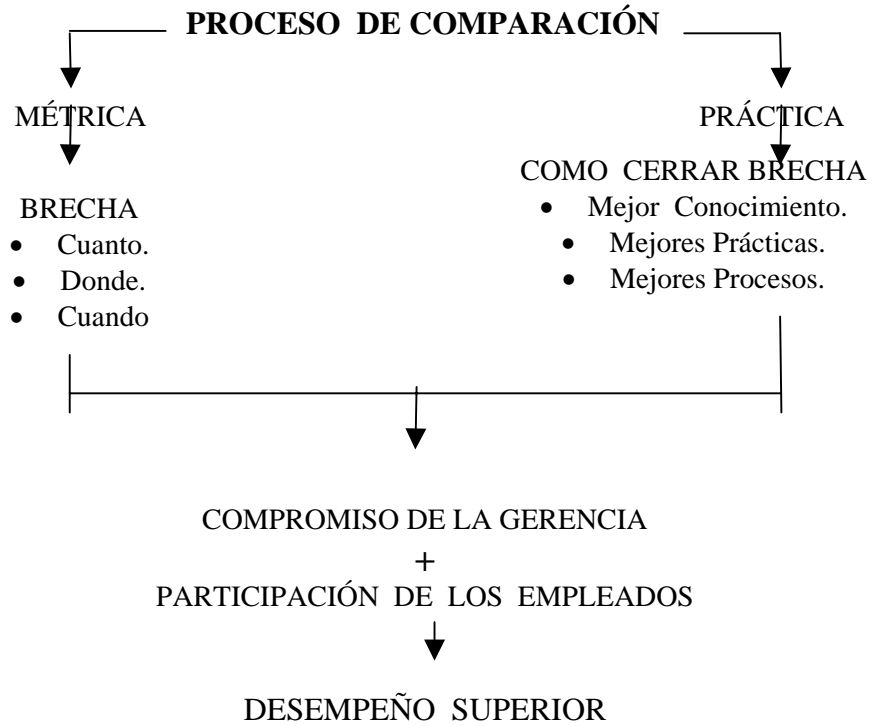 PROCESO DE COMPARACIÓN
MÉTRICA
BRECHA
• Cuanto.
• Donde.
• Cuando
PRÁCTICA
COMO CERRAR BRECHA
• Mejor Conocimiento.
• Mejores Prácticas.
• Mejores Procesos.
COMPROMISO DE LA GERENCIA
+
PARTICIPACIÓN DE LOS EMPLEADOS
DESEMPEÑO SUPERIOR